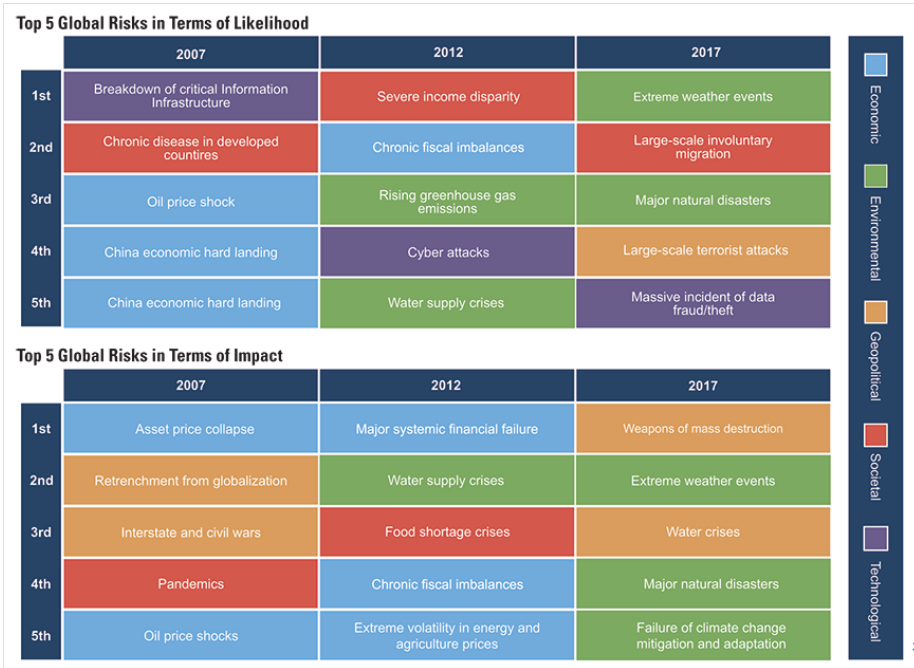 Top 5 Global Risks in Terms of Likelihood
2007
2012
2017
1st
Breakdown of critical Information
Infrastructure
Severe income disparity
Extreme weather events
2nd
Chronic disease in developed
countires
Chronic fiscal imbalances
Large-scale involuntary
migration
3rd
Oil price shock
Rising greenhouse gas
emissions
Major natural disasters
4th
China economic hard landing
Cyber attacks
Large-scale terrorist attacks
5th
China economic hard landing
Water supply crises
Massive incident of data
fraud/theft
Top 5 Global Risks in Terms of Impact
2007
2012
2017
1st
Asset price collapse
Major systemic financial failure
Weapons of mass destruction
2nd
Retrenchment from globalization
Water supply crises
Extreme weather events
3rd
Interstate and civil wars
Food shortage crises
Water crises
4th
Pandemics
Chronic fiscal imbalances
Major natural disasters
5th
Oil price shocks
Extreme volatility in energy and
agriculture prices
Failure of climate change
mitigation and adaptation
Economic
Environmental
Geopolitical
Societal
Technological